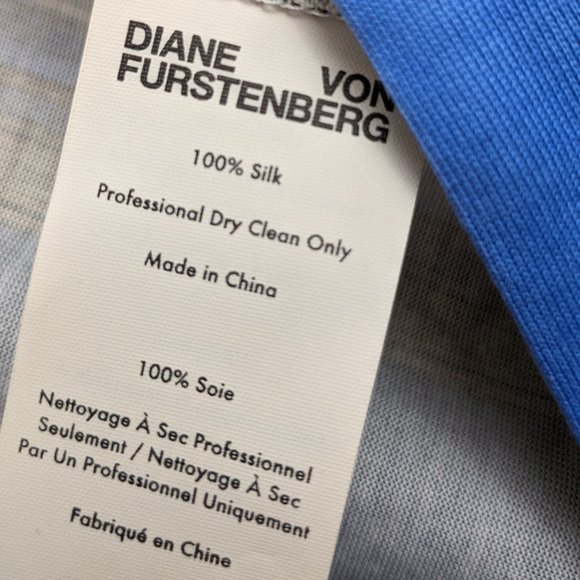 DIANE VON
FURSTENBERG
100% Silk
Professional Dry Clean Only
Made in China
100% Soie
Nettoyage À Sec Professionnel
Seulement / Nettoyage À Sec
Par Un Professionnel Uniquement
Fabriqué en Chine